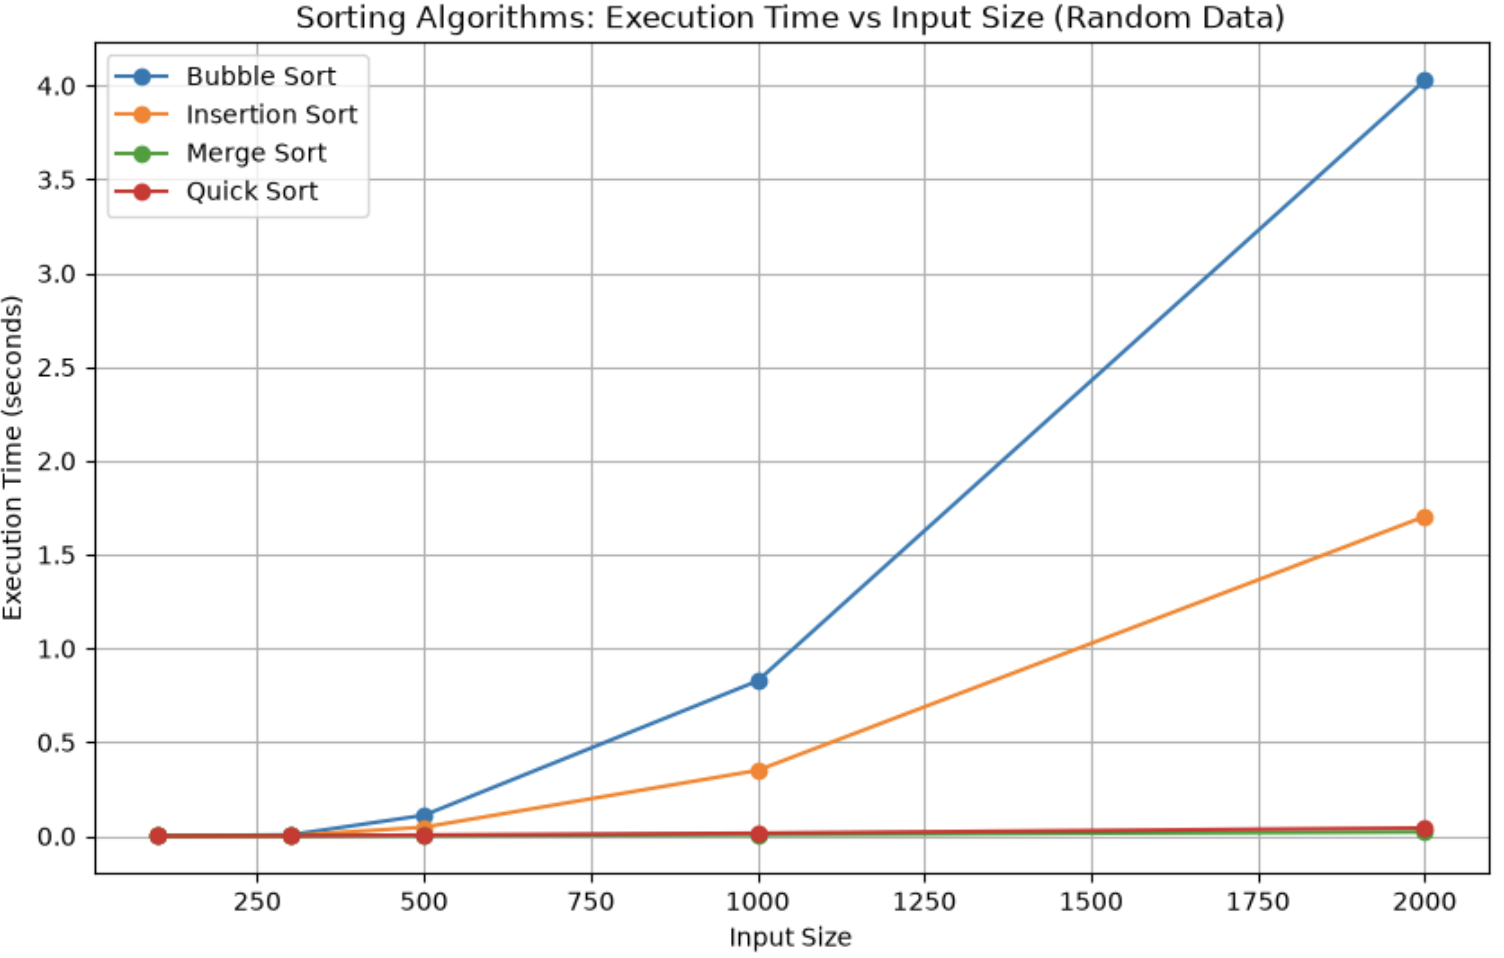 Sorting Algorithms: Execution Time vs Input Size (Random Data)
Bubble Sort
Insertion Sort
Merge Sort
Quick Sort
Execution Time (seconds)
4.0
3.5
3.0
2.5
2.0
1.5
1.0
0.5
0.0
250 500 750 1000 1250 1500 1750 2000
Input Size